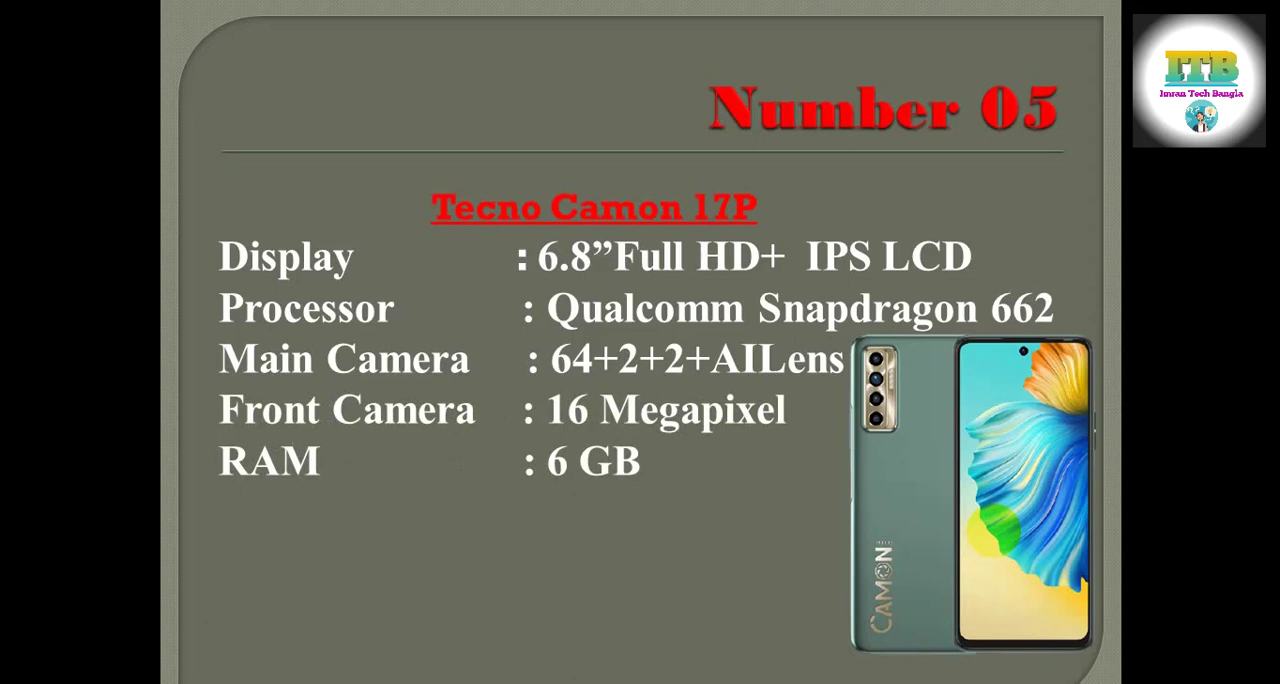 Number 05
ITB
Imran Tech Bangla
Tecno Camon 17P
Display : 6.8”Full HD+ IPS LCD
Processor : Qualcomm Snapdragon 662
Main Camera : 64+2+2+AILens
Front Camera : 16 Megapixel
RAM : 6 GB
CAMON